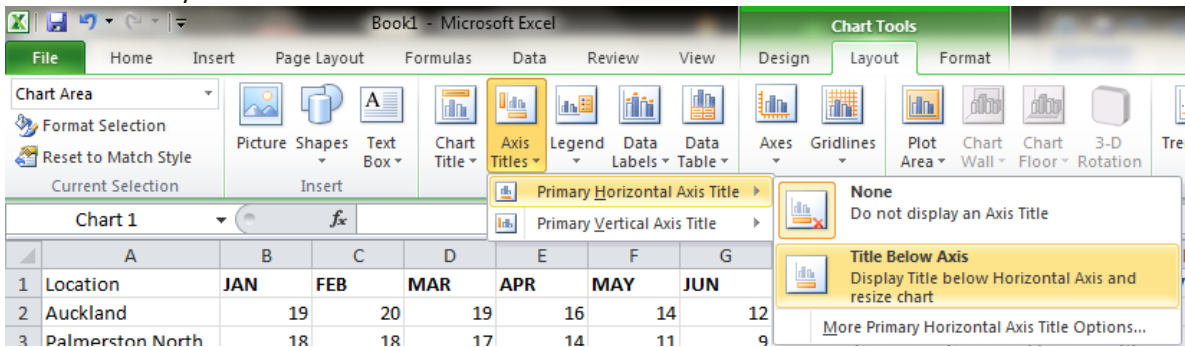 Book1 - Microsoft Excel Chart Tools
File Home Insert Page Layout Formulas Data Review View Design Layout Format
Chart Area
Format Selection
Reset to Match Style
Current Selection
Picture Shapes Text Box
Insert
Chart Title Axis Titles Legend Data Labels Data Table
Axes Gridlines
Plot Area Chart Wall Chart Floor 3-D Rotation
Primary Horizontal Axis Title
Primary Vertical Axis Title
None
Do not display an Axis Title
Title Below Axis
Display Title below Horizontal Axis and
resize chart
More Primary Horizontal Axis Title Options...
Chart 1 fx
A B C D E F G
1 Location JAN FEB MAR APR MAY JUN
2 Auckland 19 20 19 16 14 12
3 Palmerston North 18 18 17 14 11 9